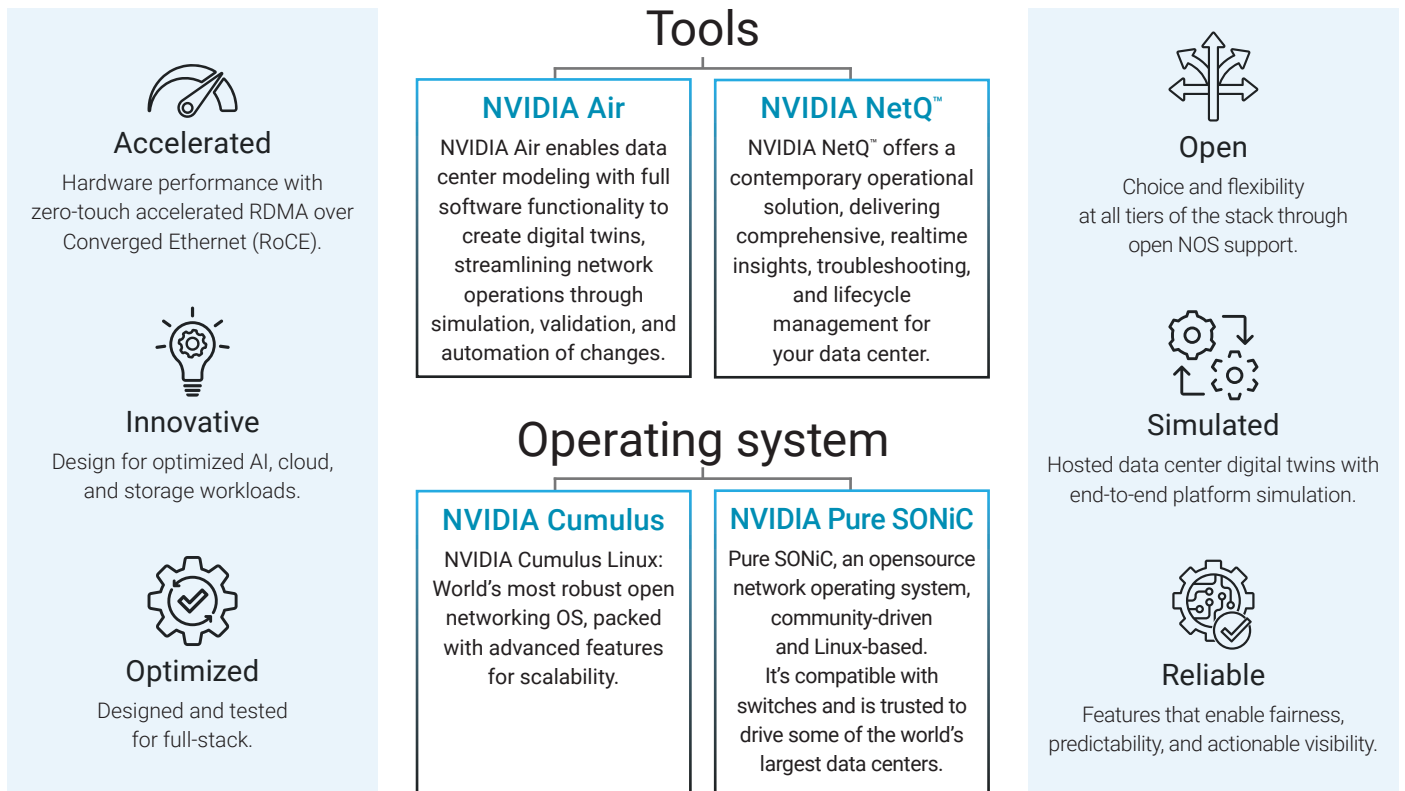 Accelerated
Hardware performance with
zero-touch accelerated RDMA over
Converged Ethernet (RoCE).
Innovative
Design for optimized AI, cloud,
and storage workloads.
Optimized
Designed and tested
for full-stack.
Tools
NVIDIA Air
NVIDIA Air enables data
center modeling with full
software functionality to
create digital twins,
streamlining network
operations through
simulation, validation, and
automation of changes.
NVIDIA NetQ™
NVIDIA NetQ™ offers a
contemporary operational
solution, delivering
comprehensive, realtime
insights, troubleshooting,
and lifecycle
management for
your data center.
Operating system
NVIDIA Cumulus
NVIDIA Cumulus Linux:
World’s most robust open
networking OS, packed
with advanced features
for scalability.
NVIDIA Pure SONiC
Pure SONiC, an opensource
network operating system,
community-driven
and Linux-based.
It’s compatible with
switches and is trusted to
drive some of the world’s
largest data centers.
Open
Choice and flexibility
at all tiers of the stack through
open NOS support.
Simulated
Hosted data center digital twins with
end-to-end platform simulation.
Reliable
Features that enable fairness,
predictability, and actionable visibility.